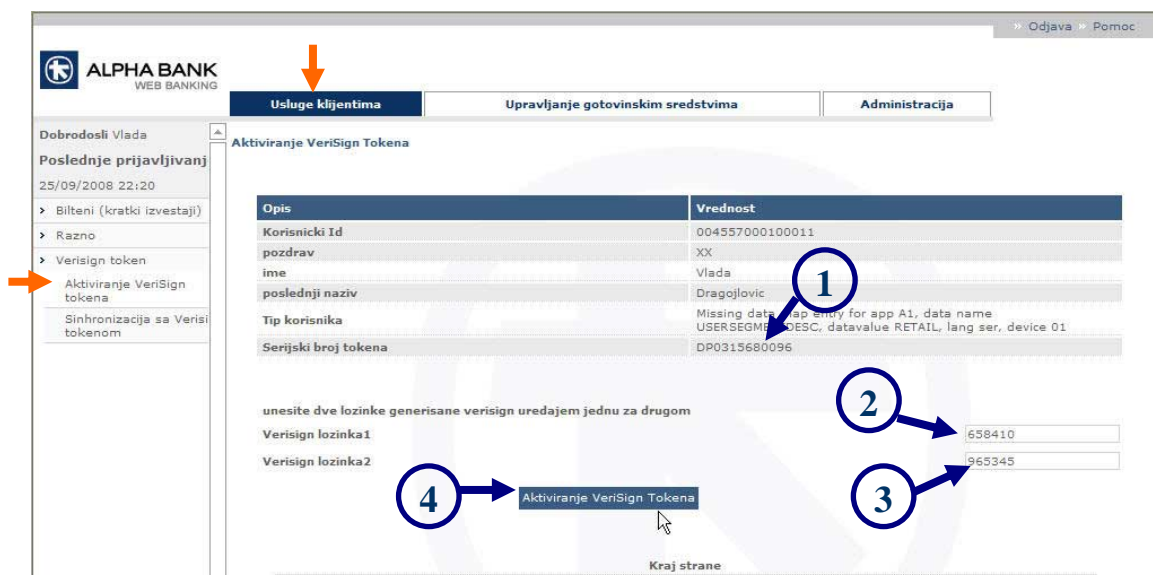 » Odjava » Pomoc
ALPHA BANK
WEB BANKING
Usluge klijentima Upravljanje gotovinskim sredstvima Administracija
Dobrodosli Vlada
Poslednje prijavljivanj
25/09/2008 22:20
Bilteni (kratki izvestaji)
Razno
Verisign token
Aktiviranje VeriSign
tokena
Sinhronizacija sa Verisi
tokenom
Aktiviranje VeriSign Tokena
Opis Vrednost
Korisnicki Id 004557000100011
pozdrav XX
ime Vlada
poslednji naziv Dragojlovic
Tip korisnika Missing data map entry for app A1, data name
DESC, datavalue RETAIL, lang ser, device 01
Serijski broj tokena DP0315680096
1
unesite dve lozinke generisane verisign uredajem jednu za drugom
2
Verisign lozinka1 658410
Verisign lozinka2 965345
3
4
Aktiviranje VeriSign Tokena
Kraj strane